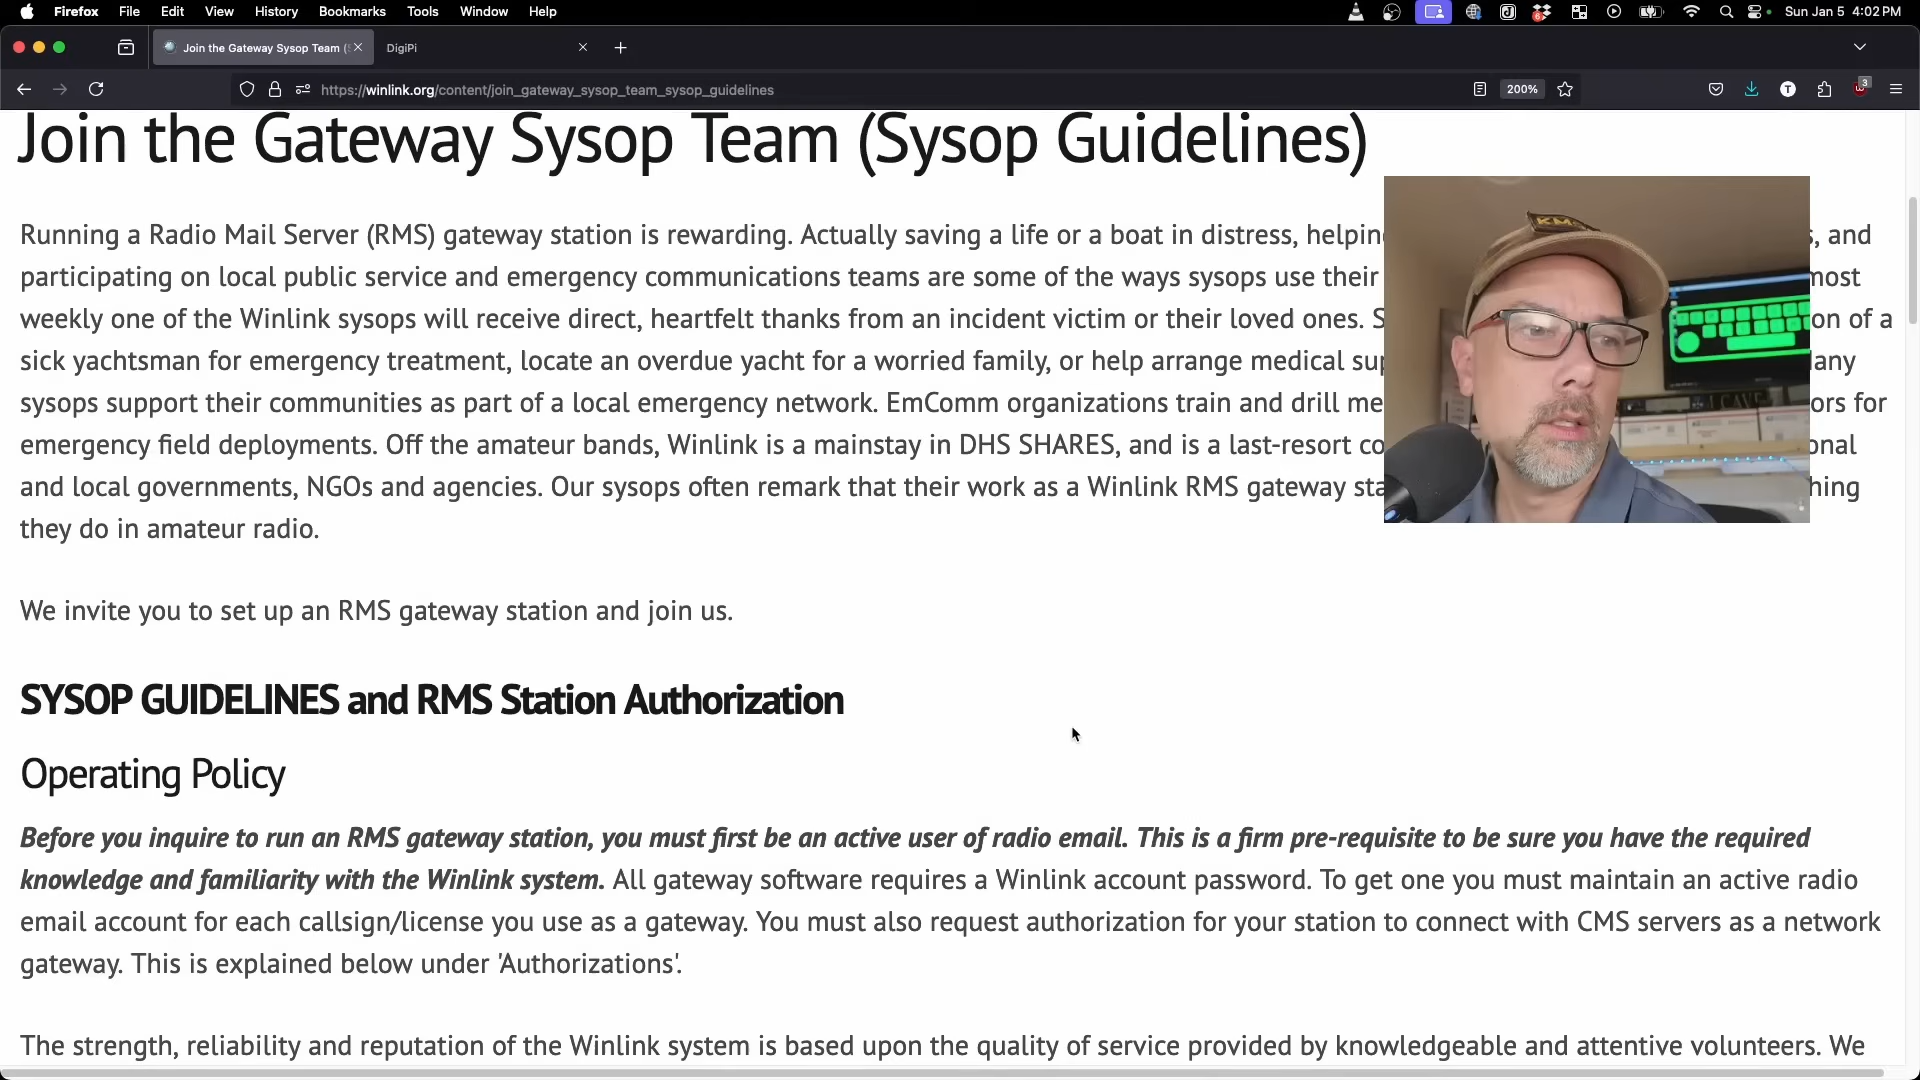 Firefox File Edit View History Bookmarks Tools Window Help Sun Jan 5 4:02 PM
Join the Gateway Sysop Team ( DigiPi
https://winlink.org/content/join_gateway_sysop_team_sysop_guidelines 200% T 3
Join the Gateway Sysop Team (Sysop Guidelines)
Running a Radio Mail Server (RMS) gateway station is rewarding. Actually saving a life or a boat in distress, and
participating on local public service and emergency communications teams are some of the ways sysops use their most
weekly one of the Winlink sysops will receive direct, heartfelt thanks from an incident victim or their loved ones. of a
sick yachtsman for emergency treatment, locate an overdue yacht for a worried family, or help arrange medical
sysops support their communities as part of a local emergency network. EmComm organizations train and drill for
emergency field deployments. Off the amateur bands, Winlink is a mainstay in DHS SHARES, and is a last-resort
and local governments, NGOs and agencies. Our sysops often remark that their work as a Winlink RMS gateway
they do in amateur radio.
We invite you to set up an RMS gateway station and join us.
SYSOP GUIDELINES and RMS Station Authorization
Operating Policy
Before you inquire to run an RMS gateway station, you must first be an active user of radio email. This is a firm pre-requisite to be sure you have the required
knowledge and familiarity with the Winlink system. All gateway software requires a Winlink account password. To get one you must maintain an active radio
email account for each callsign/license you use as a gateway. You must also request authorization for your station to connect with CMS servers as a network
gateway. This is explained below under 'Authorizations'.
The strength, reliability and reputation of the Winlink system is based upon the quality of service provided by knowledgeable and attentive volunteers. We